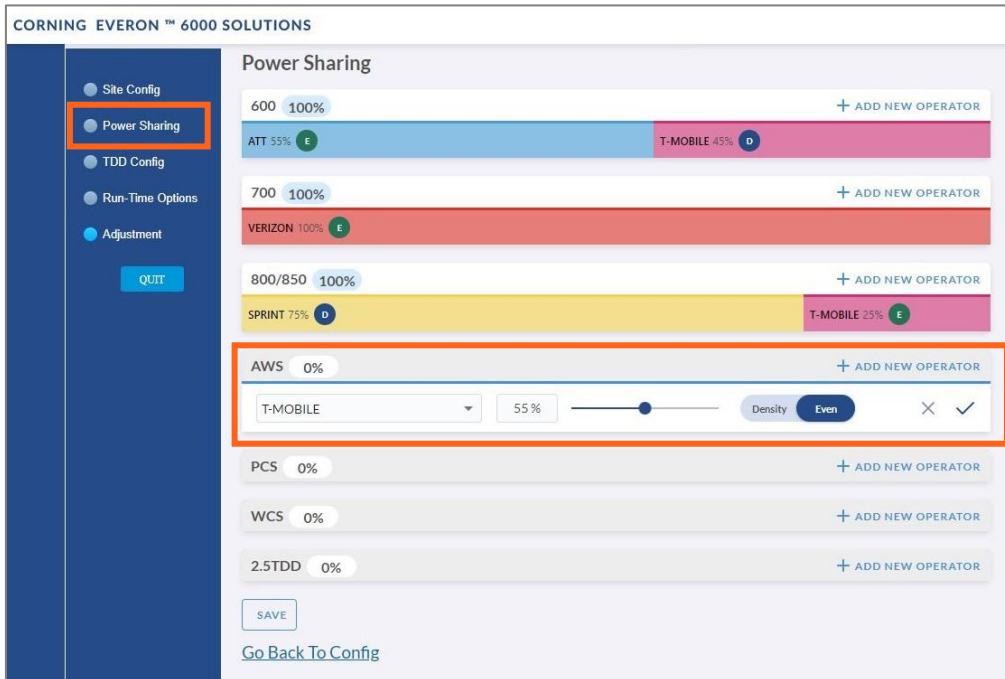 CORNING EVERON ™ 6000 SOLUTIONS
Site Config
Power Sharing
TDD Config
Run-Time Options
Adjustment
QUIT
Power Sharing
600 100% + ADD NEW OPERATOR
ATT 55% E T-MOBILE 45% D
700 100% + ADD NEW OPERATOR
VERIZON 100% E
800/850 100% + ADD NEW OPERATOR
SPRINT 75% D T-MOBILE 25% E
AWS 0% + ADD NEW OPERATOR
T-MOBILE 55% Density Even
PCS 0% + ADD NEW OPERATOR
WCS 0% + ADD NEW OPERATOR
2.5TDD 0% + ADD NEW OPERATOR
SAVE
Go Back To Config